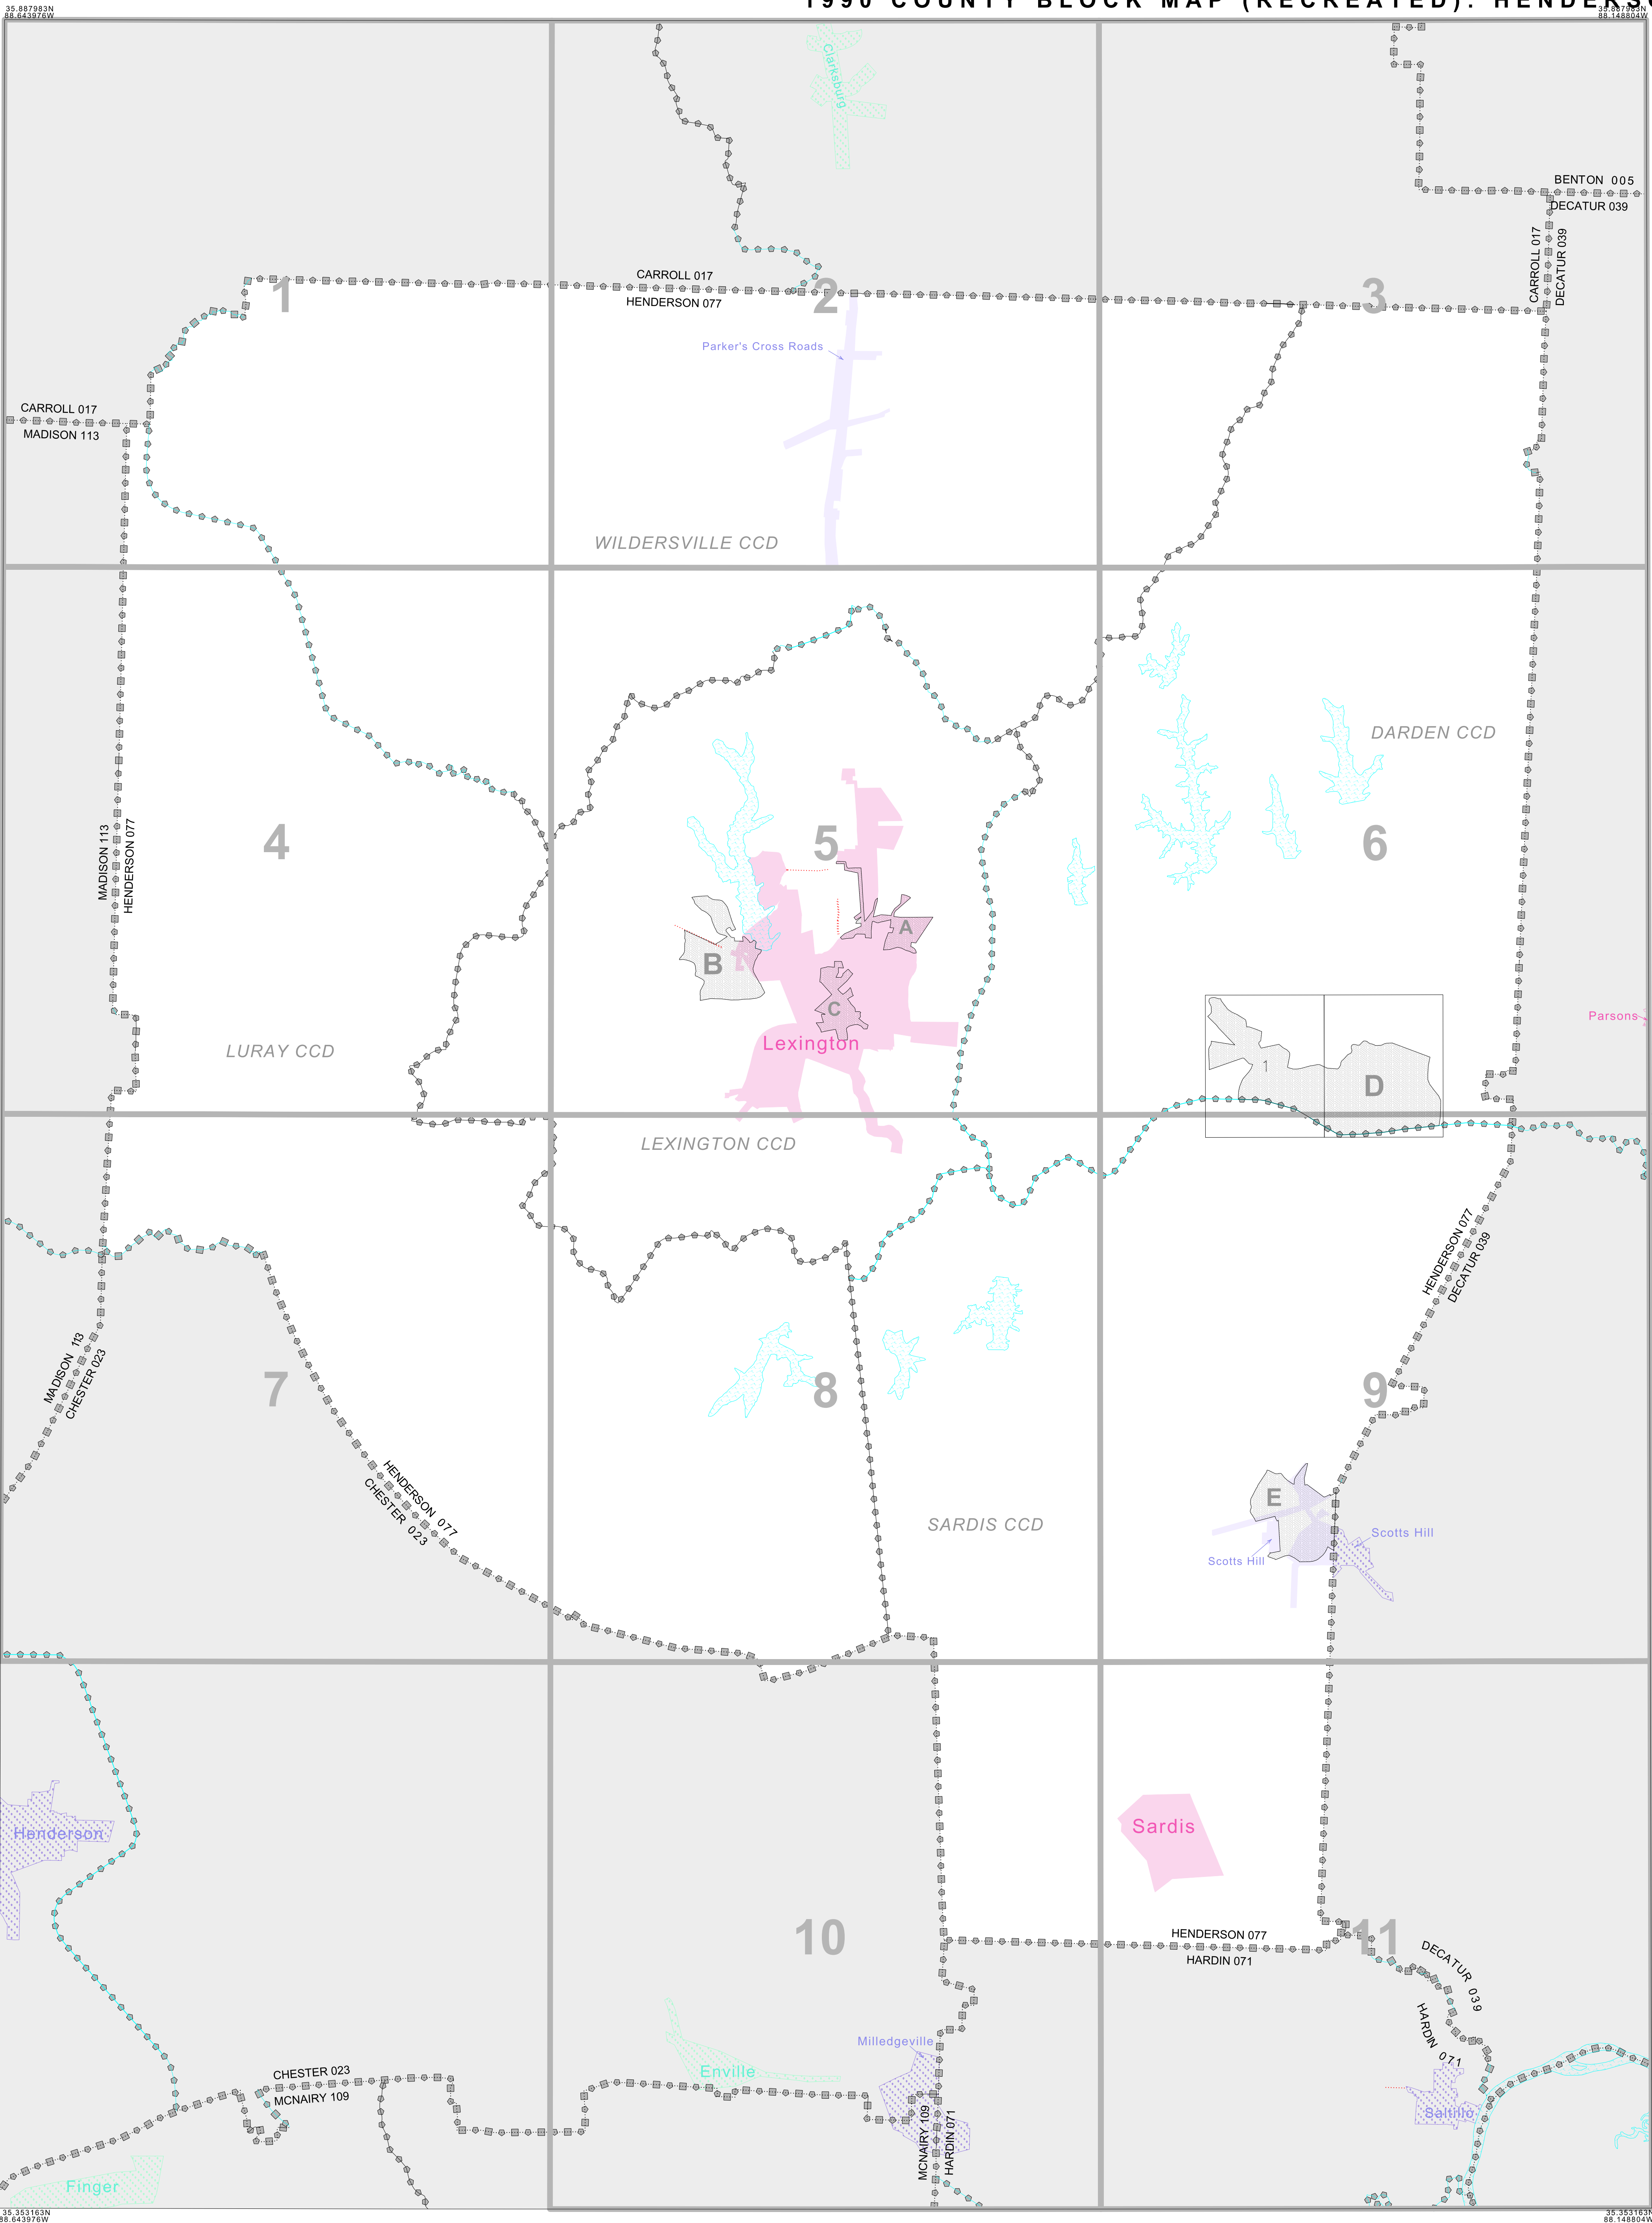 1990 COUNTY BLOCK MAP (RECREATED): HENDERS
35.887983N
88.643976W
35.887983N
88.148804W
Clarksburg
BENTON 005
DECATUR 039
CARROLL 017
DECATUR 039
CARROLL 017
HENDERSON 077
1
2
3
Parker's Cross Roads
CARROLL 017
MADISON 113
WILDERSVILLE CCD
DARDEN CCD
MADISON 113
HENDERSON 077
4
5
6
A
B
C
Lexington
Parsons
LURAY CCD
1
D
LEXINGTON CCD
HENDERSON 077
DECATUR 039
MADISON 113
CHESTER 023
7
8
9
HENDERSON 077
CHESTER 023
E
SARDIS CCD
Scotts Hill
Scotts Hill
Henderson
Sardis
10
11
HENDERSON 077
HARDIN 071
DECATUR 039
HARDIN 071
Milledgeville
Enville
CHESTER 023
MCNAIRY 109
MCNAIRY 109
HARDIN 071
Saltillo
Finger
35.353163N
88.643976W
35.353163N
88.148804W